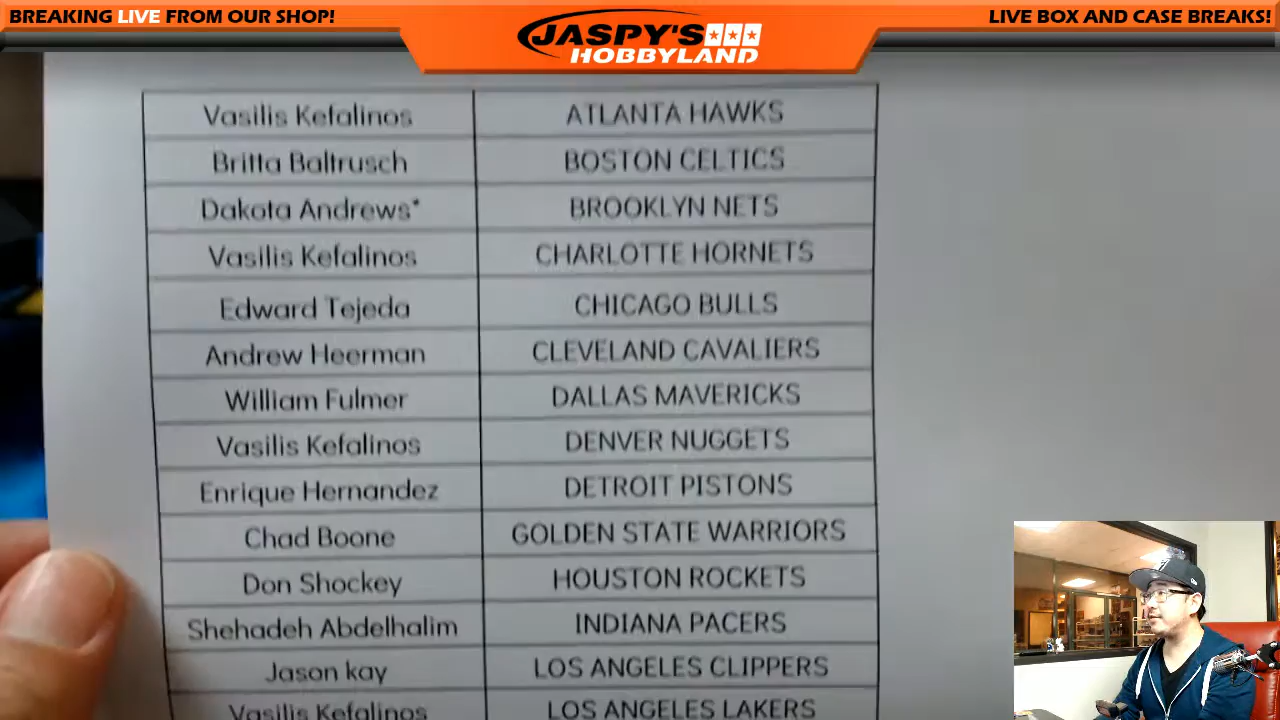 BREAKING LIVE FROM OUR SHOP!
JASPY'S
HOBBYLAND
LIVE BOX AND CASE BREAKS!
Vasilis Kefalinos ATLANTA HAWKS
Britta Baltrusch BOSTON CELTICS
Dakota Andrews* BROOKLYN NETS
Vasilis Kefalinos CHARLOTTE HORNETS
Edward Tejeda CHICAGO BULLS
Andrew Heerman CLEVELAND CAVALIERS
William Fulmer DALLAS MAVERICKS
Vasilis Kefalinos DENVER NUGGETS
Enrique Hernandez DETROIT PISTONS
Chad Boone GOLDEN STATE WARRIORS
Don Shockey HOUSTON ROCKETS
Shehadeh Abdelhalim INDIANA PACERS
Jason kay LOS ANGELES CLIPPERS
Vasilis Kefalinos LOS ANGELES LAKERS